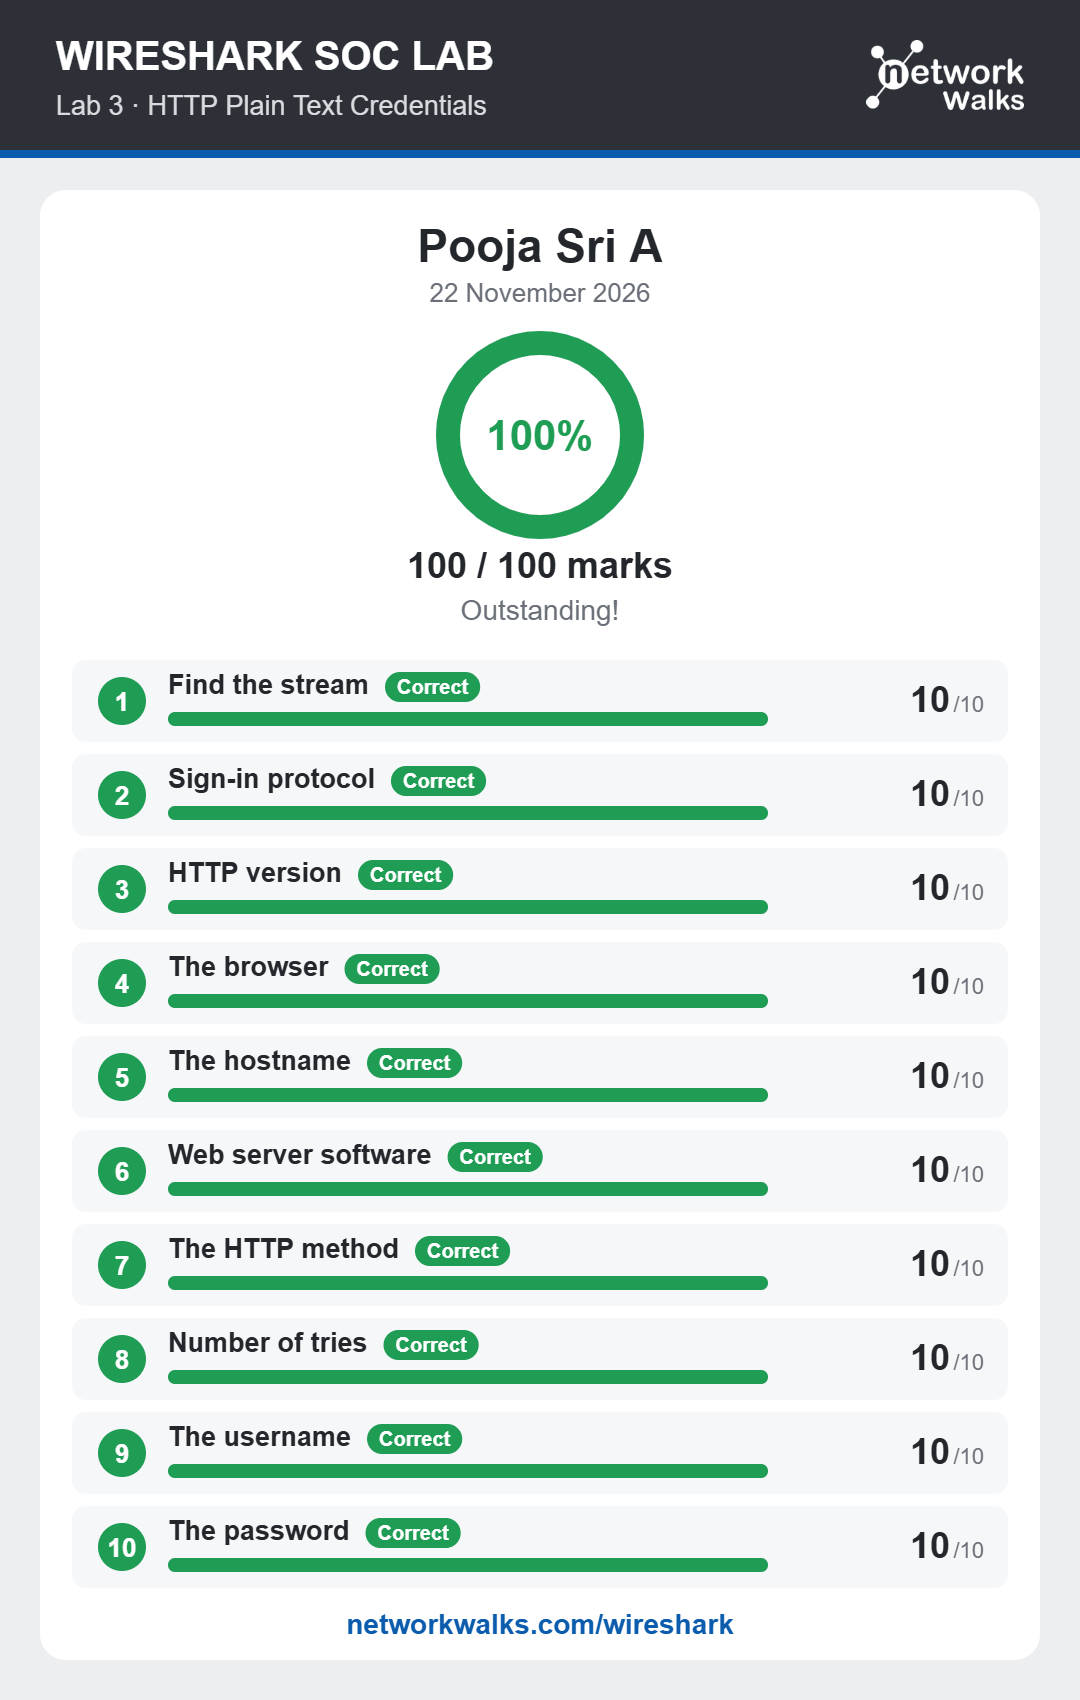 WIRESHARK SOC LAB
Lab 3 · HTTP Plain Text Credentials
network
walks
Pooja Sri A
22 November 2026
100%
100 / 100 marks
Outstanding!
1 Find the stream Correct 10 /10
2 Sign-in protocol Correct 10 /10
3 HTTP version Correct 10 /10
4 The browser Correct 10 /10
5 The hostname Correct 10 /10
6 Web server software Correct 10 /10
7 The HTTP method Correct 10 /10
8 Number of tries Correct 10 /10
9 The username Correct 10 /10
10 The password Correct 10 /10
networkwalks.com/wireshark